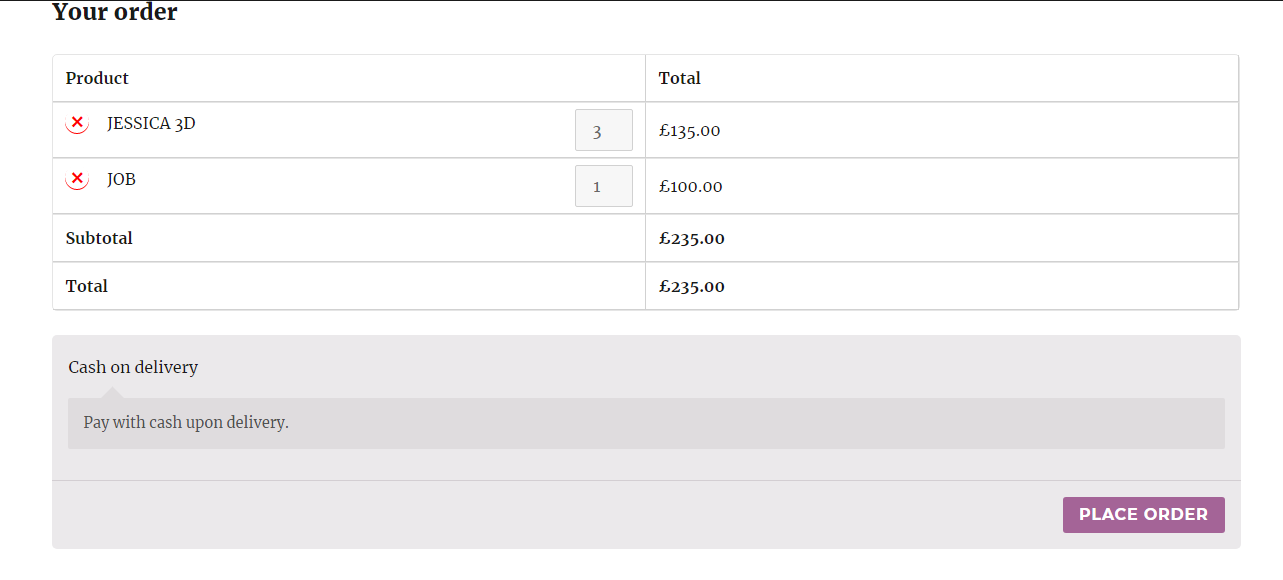 Your order
Product Total
JESSICA 3D 3 £135.00
JOB 1 £100.00
Subtotal £235.00
Total £235.00
Cash on delivery
Pay with cash upon delivery.
PLACE ORDER